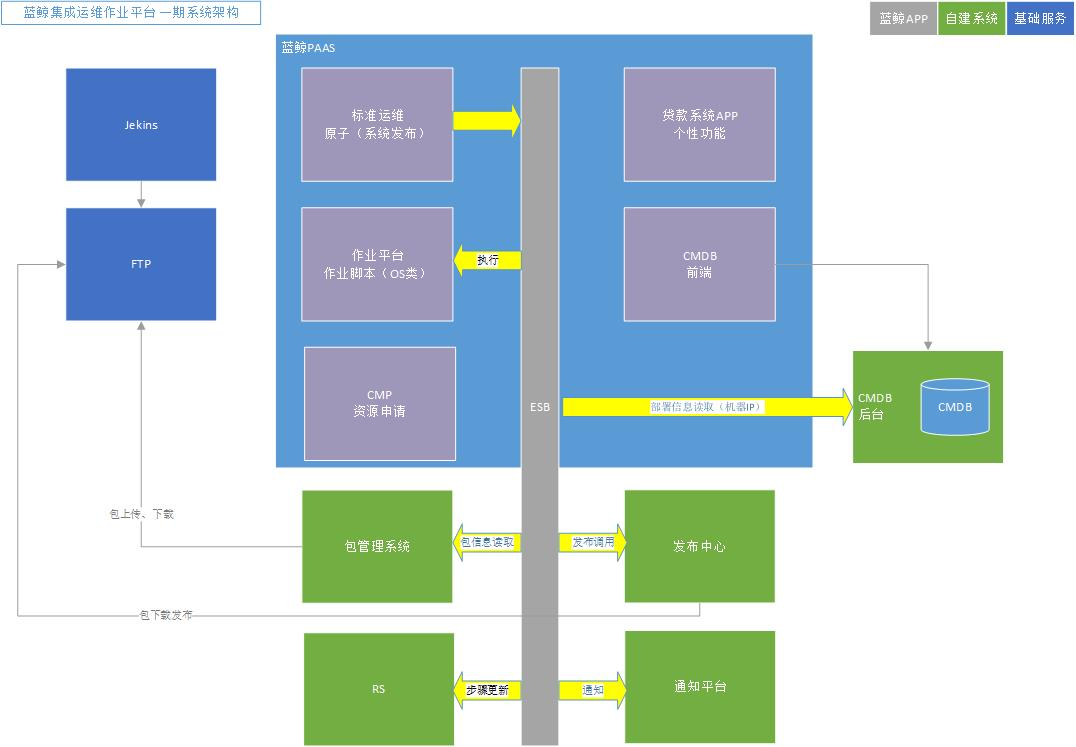 蓝鲸集成运维作业平台 一期系统架构
蓝鲸APP
自建系统
基础服务
蓝鲸PAAS
Jekins
标准运维
原子（系统发布）
贷款系统APP
个性功能
FTP
作业平台
作业脚本（OS类）
执行
CMDB
前端
CMP
资源申请
ESB
部署信息读取（机器IP）
CMDB
后台
CMDB
包上传、下载
包管理系统
包信息读取
发布调用
发布中心
包下载发布
RS
步骤更新
通知
通知平台